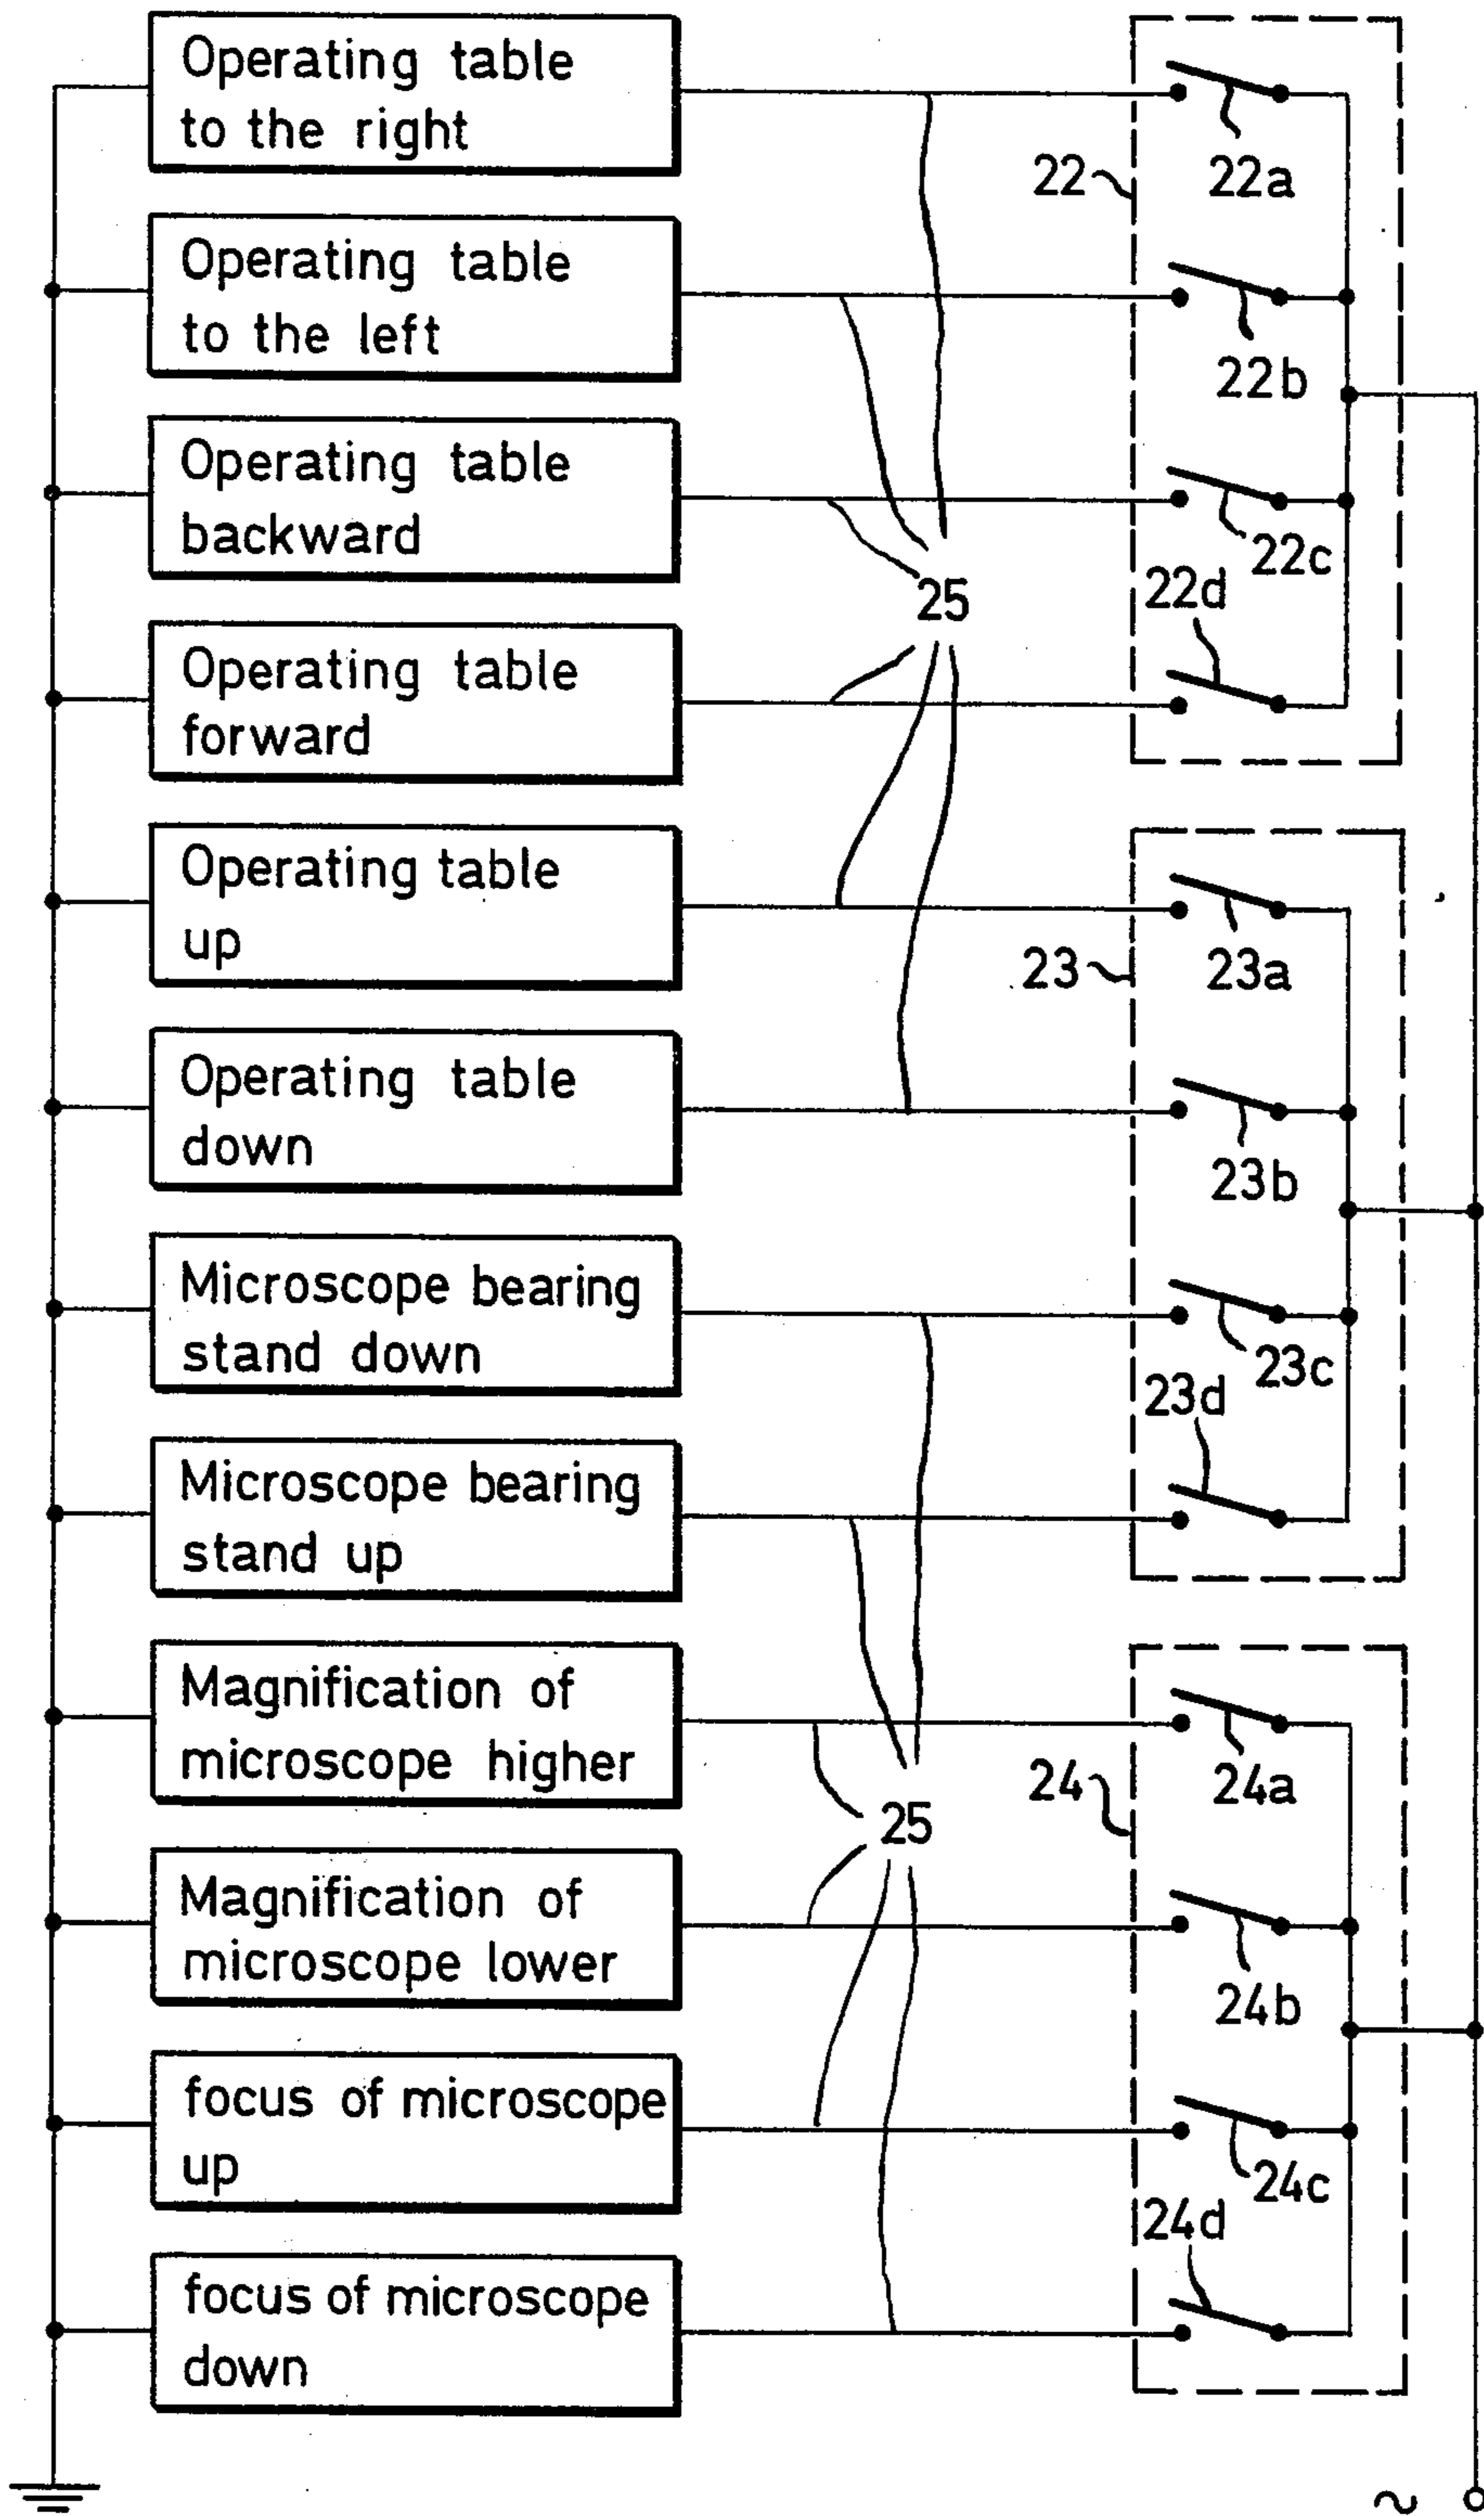 Operating table
to the right
22
22a
Operating table
to the left
22b
Operating table
backward
22c
25
22d
Operating table
forward
Operating table
up
23
23a
Operating table
down
23b
Microscope bearing
stand down
23c
23d
Microscope bearing
stand up
Magnification of
microscope higher
24
24a
25
Magnification of
microscope lower
24b
focus of microscope
up
24c
24d
focus of microscope
down
~